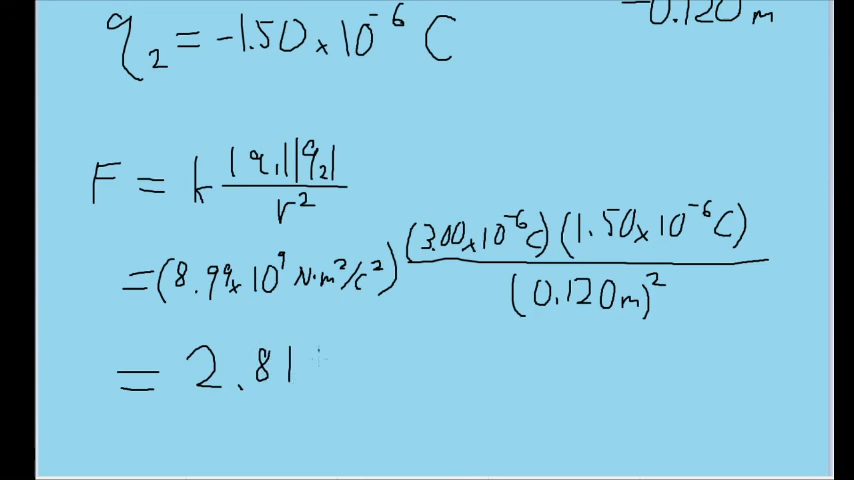 q₂ = -1.50 x 10⁻⁶ C
0.120 m
F = k |q₁||q₂| / r²
= (8.99 x 10⁹ N·m²/C²) (3.00 x 10⁻⁶ C) (1.50 x 10⁻⁶ C) / (0.120 m)²
= 2.81